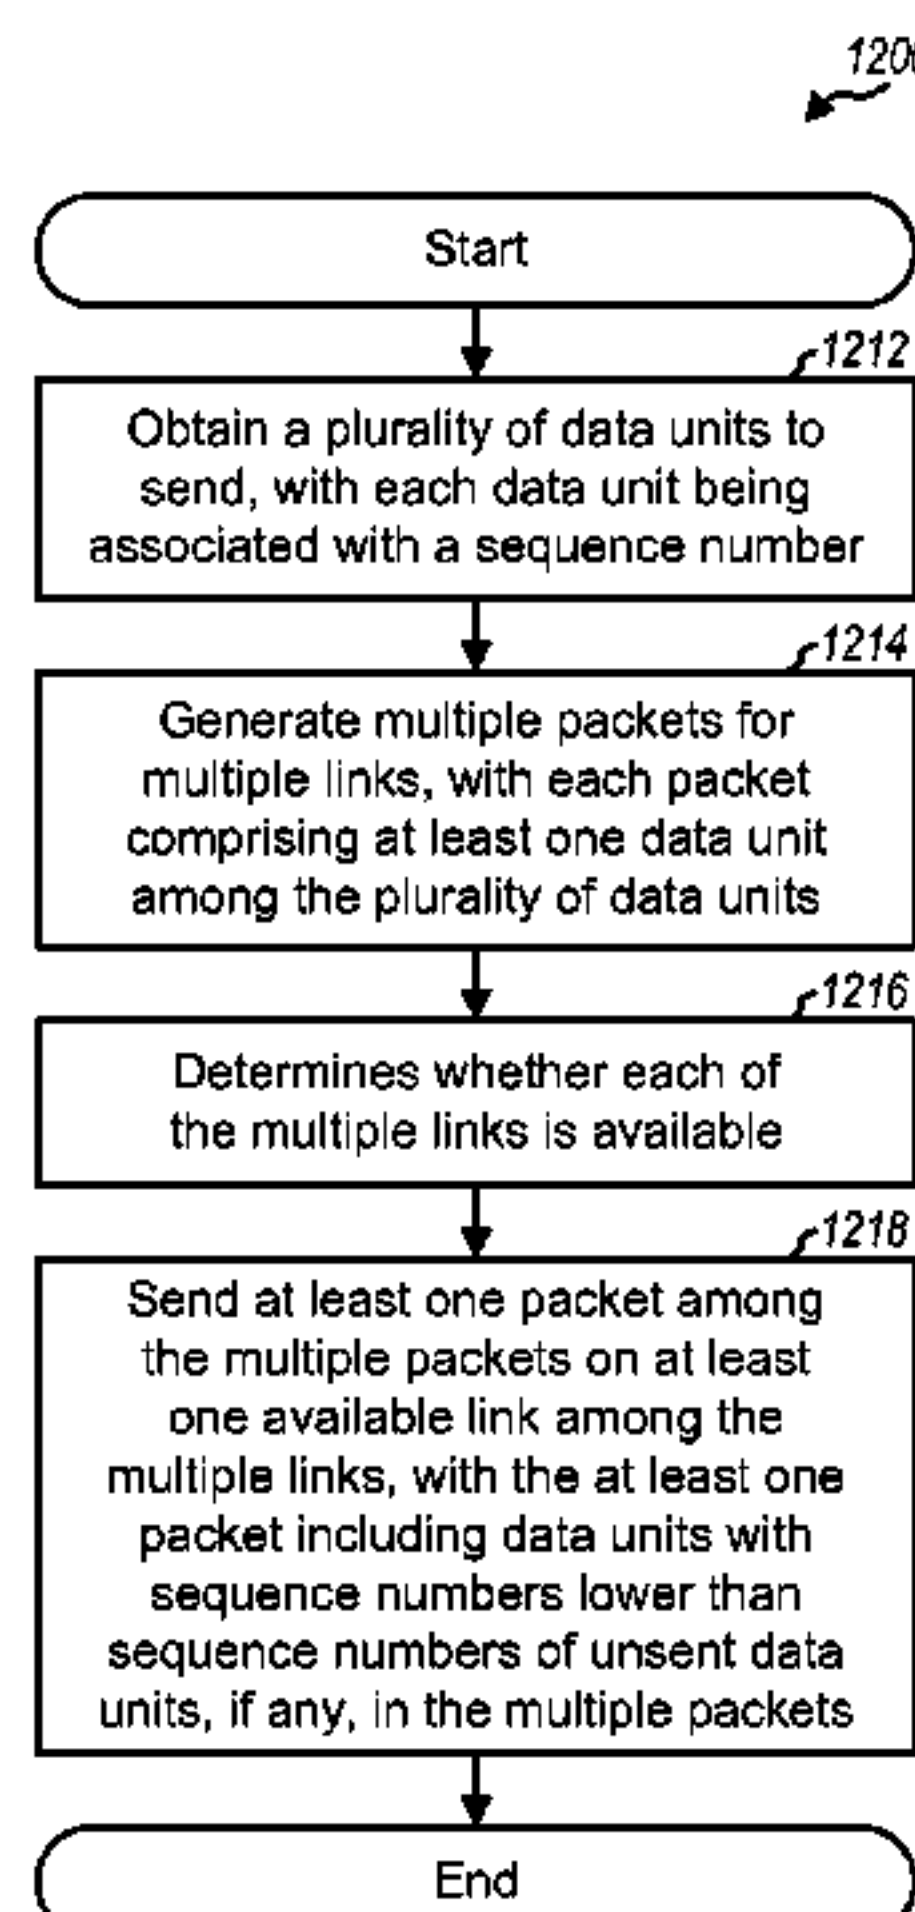 Start
1212
Obtain a plurality of data units to
send, with each data unit being
associated with a sequence number
1214
Generate multiple packets for
multiple links, with each packet
comprising at least one data unit
among the plurality of data units
1216
Determines whether each of
the multiple links is available
1218
Send at least one packet among
the multiple packets on at least
one available link among the
multiple links, with the at least one
packet including data units with
sequence numbers lower than
sequence numbers of unsent data
units, if any, in the multiple packets
End